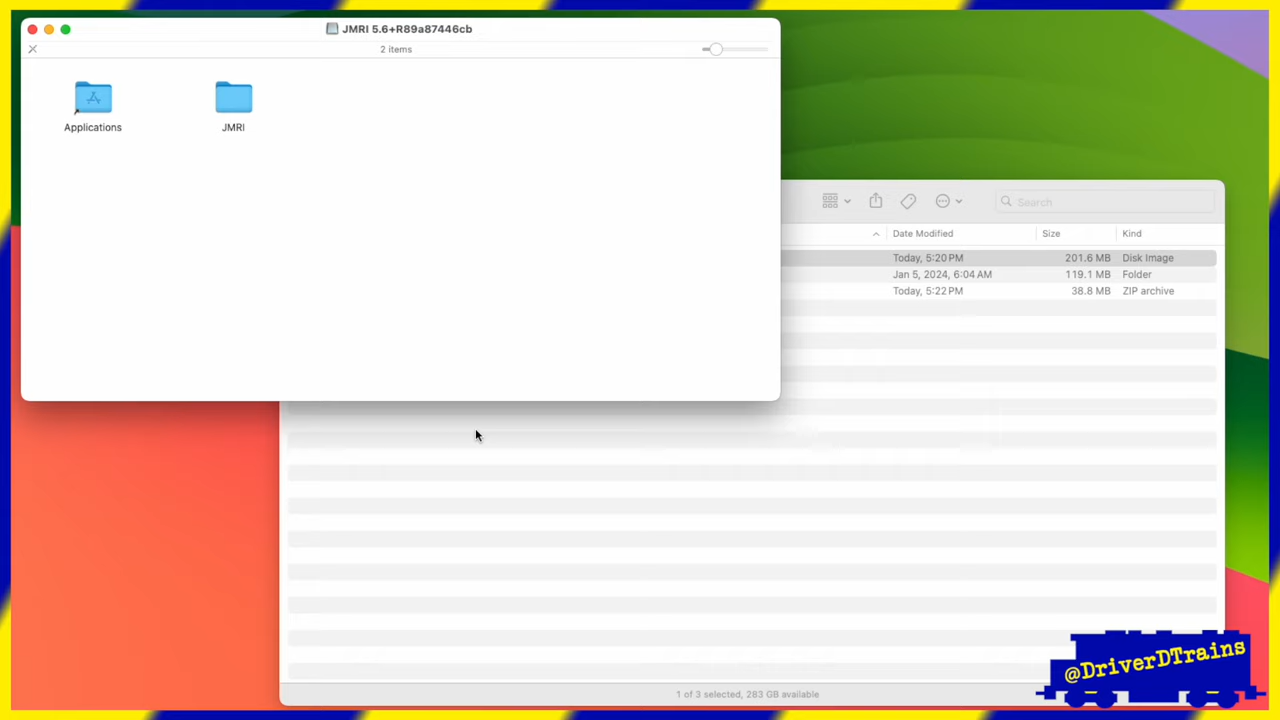 JMRI 5.6+R89a87446cb
2 items
Applications
JMRI
Search
Date Modified
Size
Kind
Today, 5:20 PM
201.6 MB
Disk Image
Jan 5, 2024, 6:04 AM
119.1 MB
Folder
Today, 5:22 PM
38.8 MB
ZIP archive
1 of 3 selected, 283 GB available
@DriverDTrains